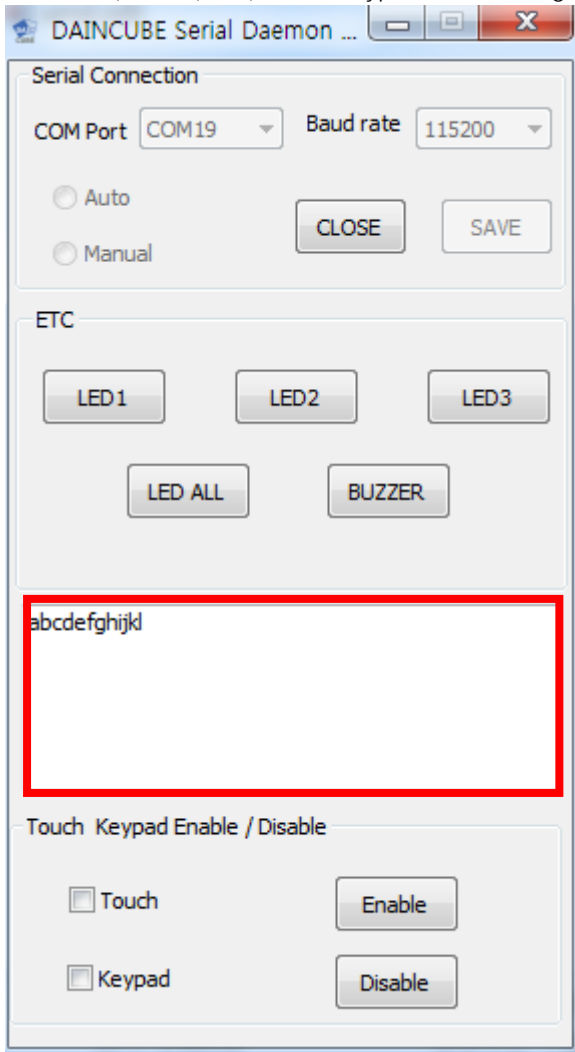 DAINCUBE Serial Daemon ...
Serial Connection
COM Port COM19 Baud rate 115200
Auto
CLOSE SAVE
Manual
ETC
LED1 LED2 LED3
LED ALL BUZZER
abcdefghijkl
Touch Keypad Enable / Disable
Touch Enable
Keypad Disable